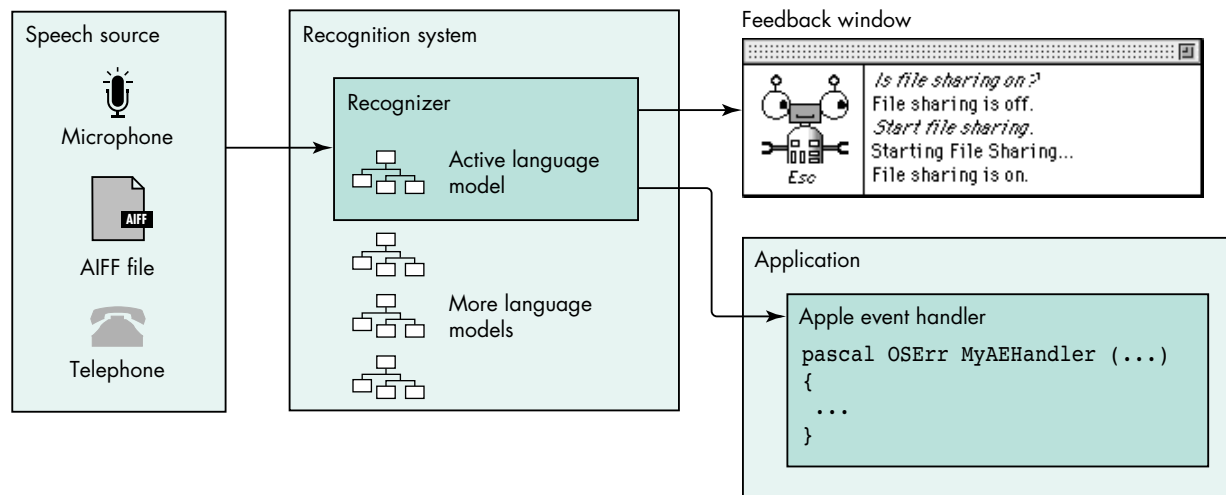 Speech source
Microphone
AIFF
AIFF file
Telephone
Recognition system
Recognizer
Active language
model
More language
models
Feedback window
Is file sharing on?
File sharing is off.
Start file sharing.
Starting File Sharing...
File sharing is on.
Esc
Application
Apple event handler
pascal OSErr MyAEHandler (...)
{
...
}